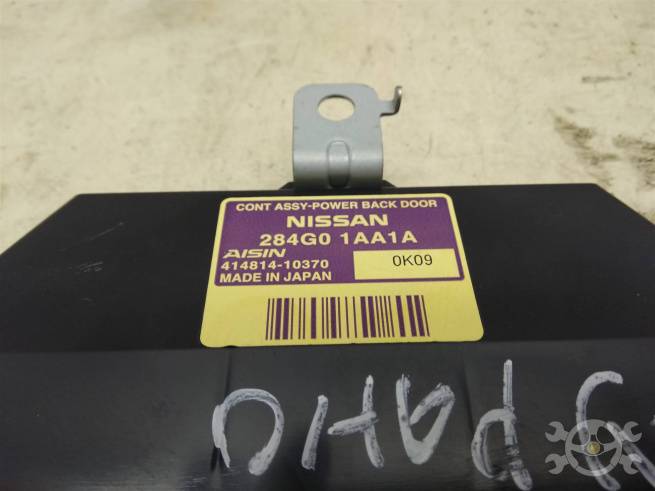 CONT ASSY-POWER BACK DOOR
NISSAN
284G0 1AA1A
AISIN
414814-10370
0K09
MADE IN JAPAN